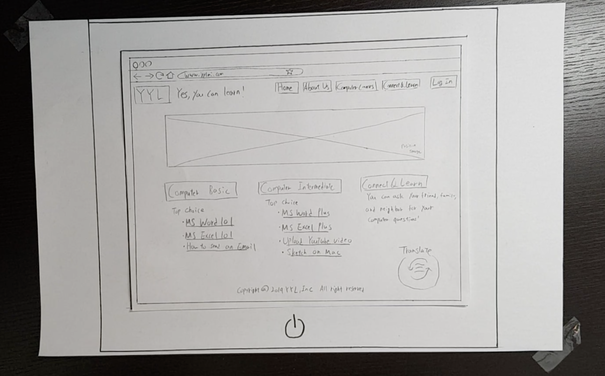 YYL
Yes, you can learn!
Home
About Us
Computer
Connect & Learn
Log In
Computer Basic
Top choice
• MS Word 101
• MS Excel 101
• How to send an Email?
Computer Intermediate
Top choice
• MS Word Plus
• MS Excel Plus
• Upload Youtube video
• Sketch on Mac
Connect & Learn
You can ask your friend, family,
and neighbor for your
computer questions!
Translate
Copyright © 2019 YYL, Inc. All right reserved